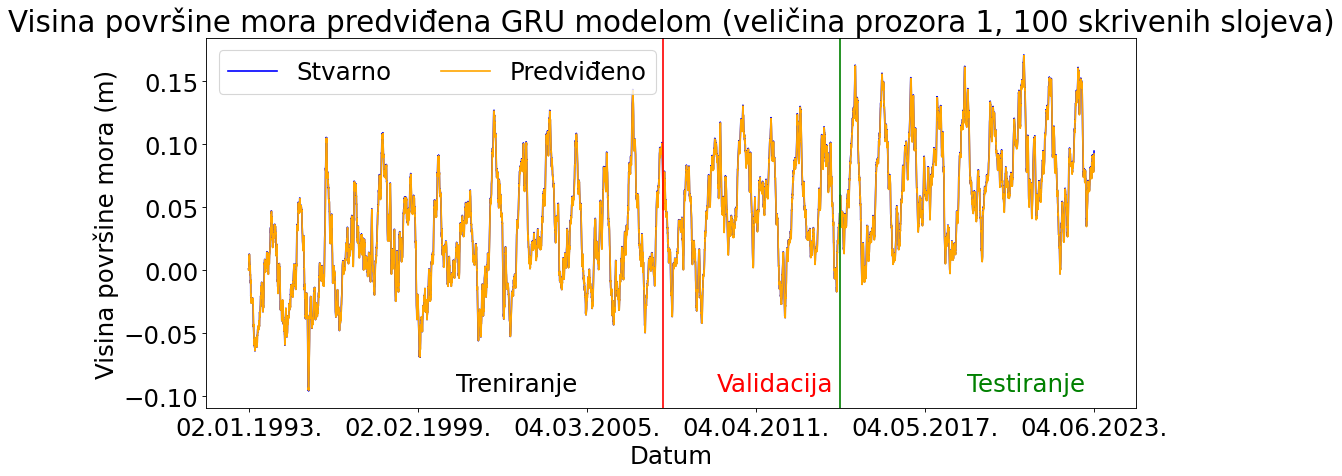 Visina površine mora predviđena GRU modelom (veličina prozora 1, 100 skrivenih slojeva)
Stvarno
Predviđeno
Visina površine mora (m)
0.15
0.10
0.05
0.00
−0.05
−0.10
Treniranje
Validacija
Testiranje
02.01.1993.
02.02.1999.
04.03.2005.
04.04.2011.
04.05.2017.
04.06.2023.
Datum